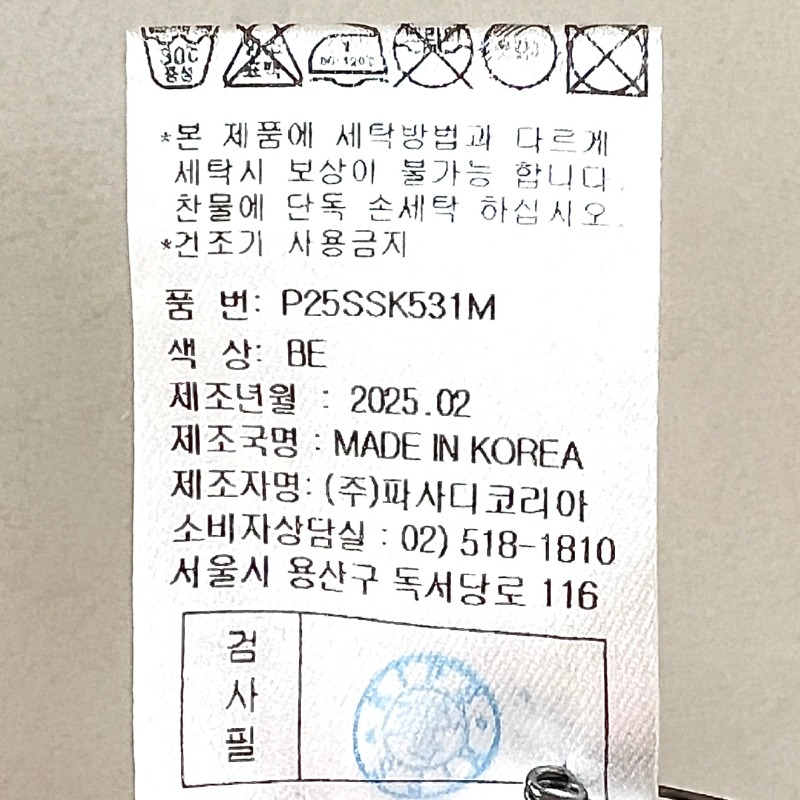 30℃ 중성 80~120℃
*본 제품에 세탁방법과 다르게
세탁시 보상이 불가능 합니다.
찬물에 단독 손세탁 하십시오.
*건조기 사용금지
품 번: P25SSK531M
색 상: BE
제조년월 : 2025.02
제조국명 : MADE IN KOREA
제조자명: (주)파사디코리아
소비자상담실 : 02) 518-1810
서울시 용산구 독서당로 116
검
사
필